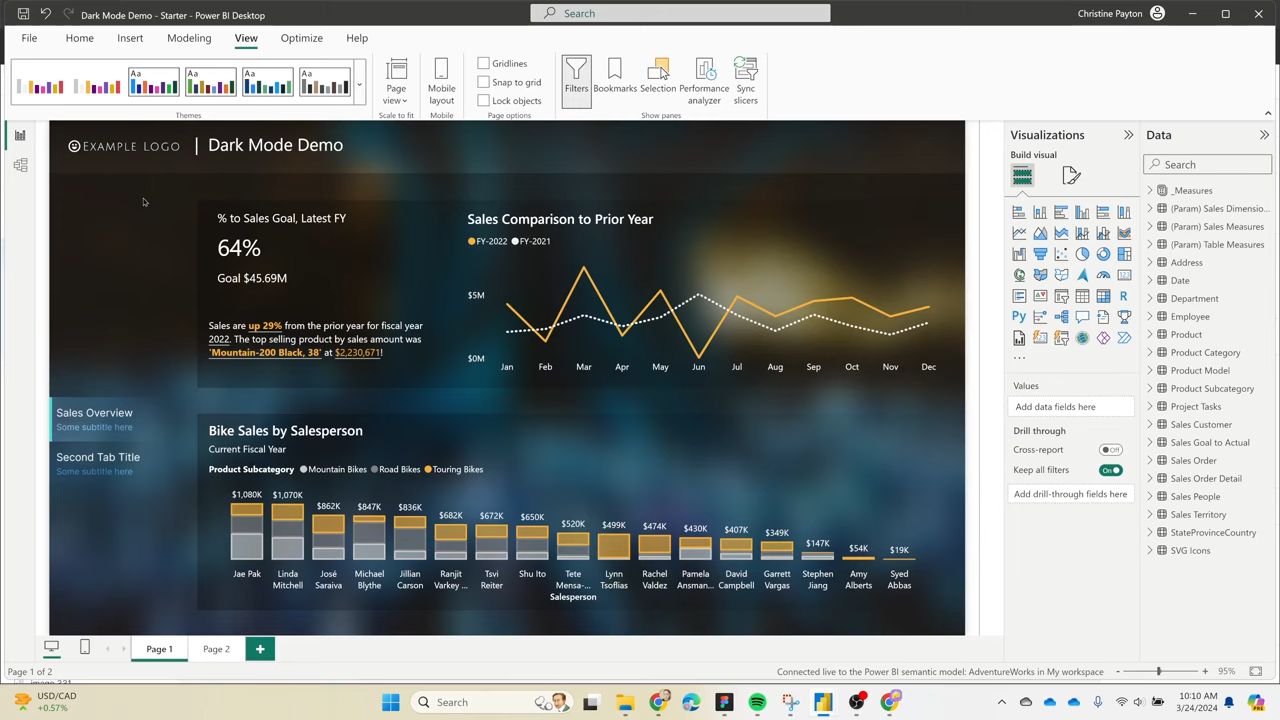 Dark Mode Demo - Starter - Power BI Desktop
Search
Christine Payton
File Home Insert Modeling View Optimize Help
Aa Aa Aa Aa
Page view
Mobile layout
Gridlines
Snap to grid
Lock objects
Filters
Bookmarks
Selection
Performance analyzer
Sync slicers
Themes
Scale to fit
Mobile
Page options
Show panes
EXAMPLE LOGO | Dark Mode Demo
% to Sales Goal, Latest FY
64%
Goal $45.69M
Sales are up 29% from the prior year for fiscal year
2022. The top selling product by sales amount was
'Mountain-200 Black, 38' at $2,230,671!
Sales Comparison to Prior Year
FY-2022 FY-2021
$5M
$0M
Jan Feb Mar Apr May Jun Jul Aug Sep Oct Nov Dec
Sales Overview
Some subtitle here
Second Tab Title
Some subtitle here
Bike Sales by Salesperson
Current Fiscal Year
Product Subcategory Mountain Bikes Road Bikes Touring Bikes
$1,080K $1,070K $862K $847K $836K $682K $672K $650K $520K $499K $474K $430K $407K $349K $147K $54K $19K
Jae Pak Linda José Michael Jillian Ranjit Tsvi Shu Ito Tete Lynn Rachel Pamela David Garrett Stephen Amy Syed
Mitchell Saraiva Blythe Carson Varkey ... Reiter Mensa-... Tsoflias Valdez Ansman... Campbell Vargas Jiang Alberts Abbas
Salesperson
Visualizations
Build visual
R
Py
...
Values
Add data fields here
Drill through
Cross-report Off
Keep all filters On
Add drill-through fields here
Data
Search
_Measures
(Param) Sales Dimensio...
(Param) Sales Measures
(Param) Table Measures
Address
Date
Department
Employee
Product
Product Category
Product Model
Product Subcategory
Project Tasks
Sales Customer
Sales Goal to Actual
Sales Order
Sales Order Detail
Sales People
Sales Person
Sales Territory
StateProvinceCountry
SVG Icons
Page 1 Page 2 +
Page 1 of 2
Connected live to the Power BI semantic model: AdventureWorks in My workspace
- + 95%
USD/CAD
+0.57%
Search
10:10 AM
3/24/2024